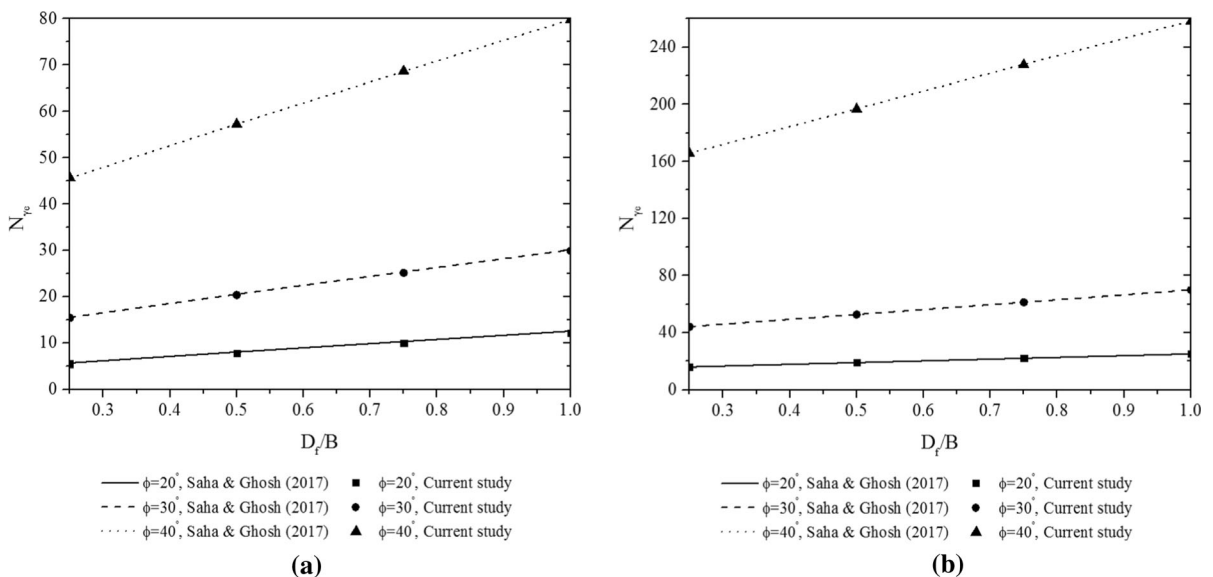 80
70
60
50
40
30
20
10
0
N_γc
0.3 0.4 0.5 0.6 0.7 0.8 0.9 1.0
D_f/B
ϕ=20°, Saha & Ghosh (2017) ϕ=20°, Current study
ϕ=30°, Saha & Ghosh (2017) ϕ=30°, Current study
ϕ=40°, Saha & Ghosh (2017) ϕ=40°, Current study
(a)
240
200
160
120
80
40
0
N_γc
0.3 0.4 0.5 0.6 0.7 0.8 0.9 1.0
D_f/B
ϕ=20°, Saha & Ghosh (2017) ϕ=20°, Current study
ϕ=30°, Saha & Ghosh (2017) ϕ=30°, Current study
ϕ=40°, Saha & Ghosh (2017) ϕ=40°, Current study
(b)